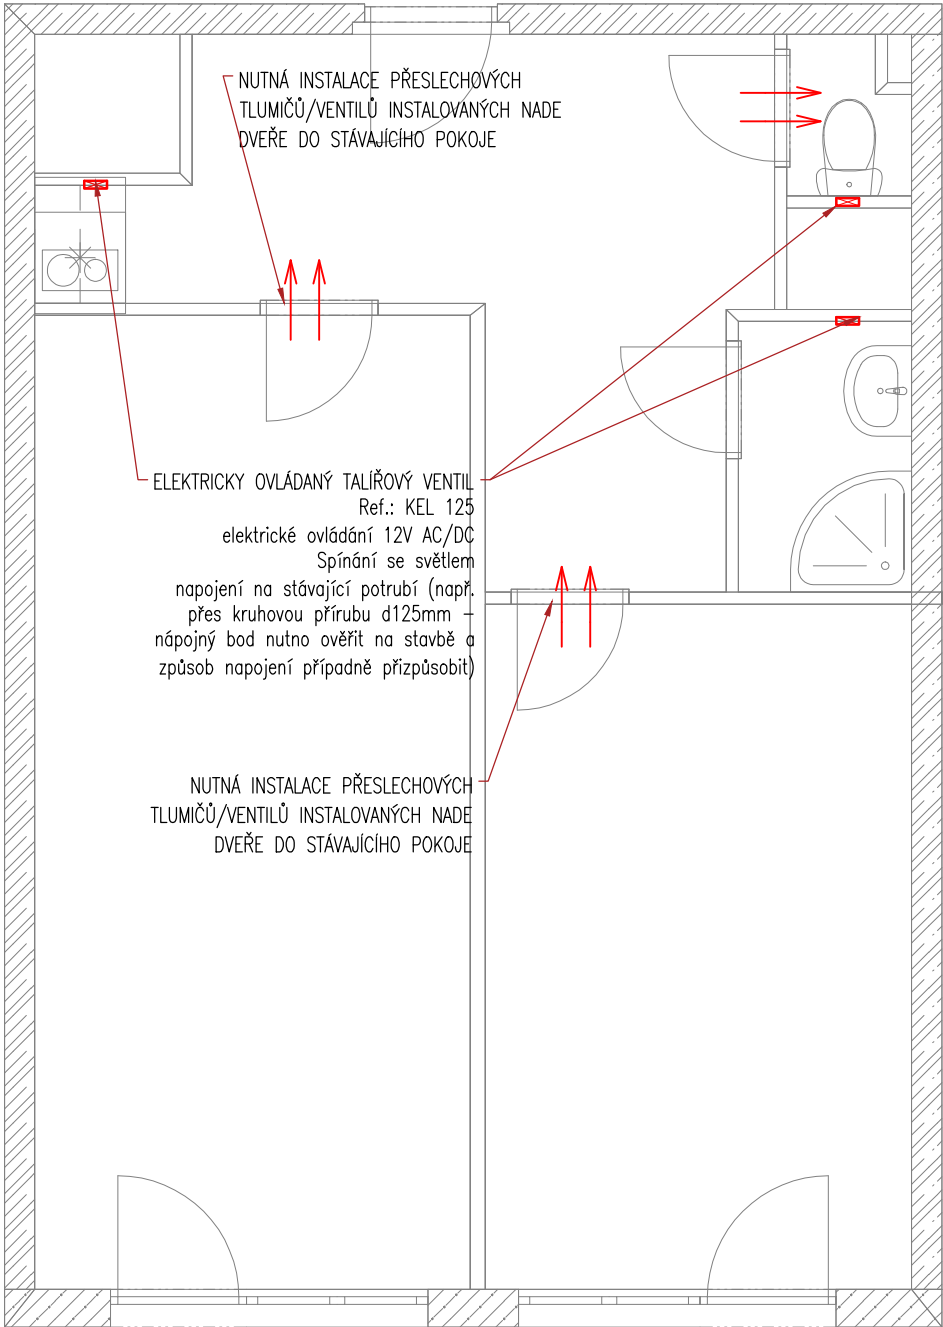 NUTNÁ INSTALACE PŘESLECHOVÝCH
TLUMIČŮ/VENTILŮ INSTALOVANÝCH NADE
DVEŘE DO STÁVAJÍCÍHO POKOJE
ELEKTRICKY OVLÁDANÝ TALÍŘOVÝ VENTIL
Ref.: KEL 125
elektrické ovládání 12V AC/DC
Spínání se světlem
napojení na stávající potrubí (např.
přes kruhovou přírubu d125mm –
nápojný bod nutno ověřit na stavbě a
způsob napojení případně přizpůsobit)
NUTNÁ INSTALACE PŘESLECHOVÝCH
TLUMIČŮ/VENTILŮ INSTALOVANÝCH NADE
DVEŘE DO STÁVAJÍCÍHO POKOJE